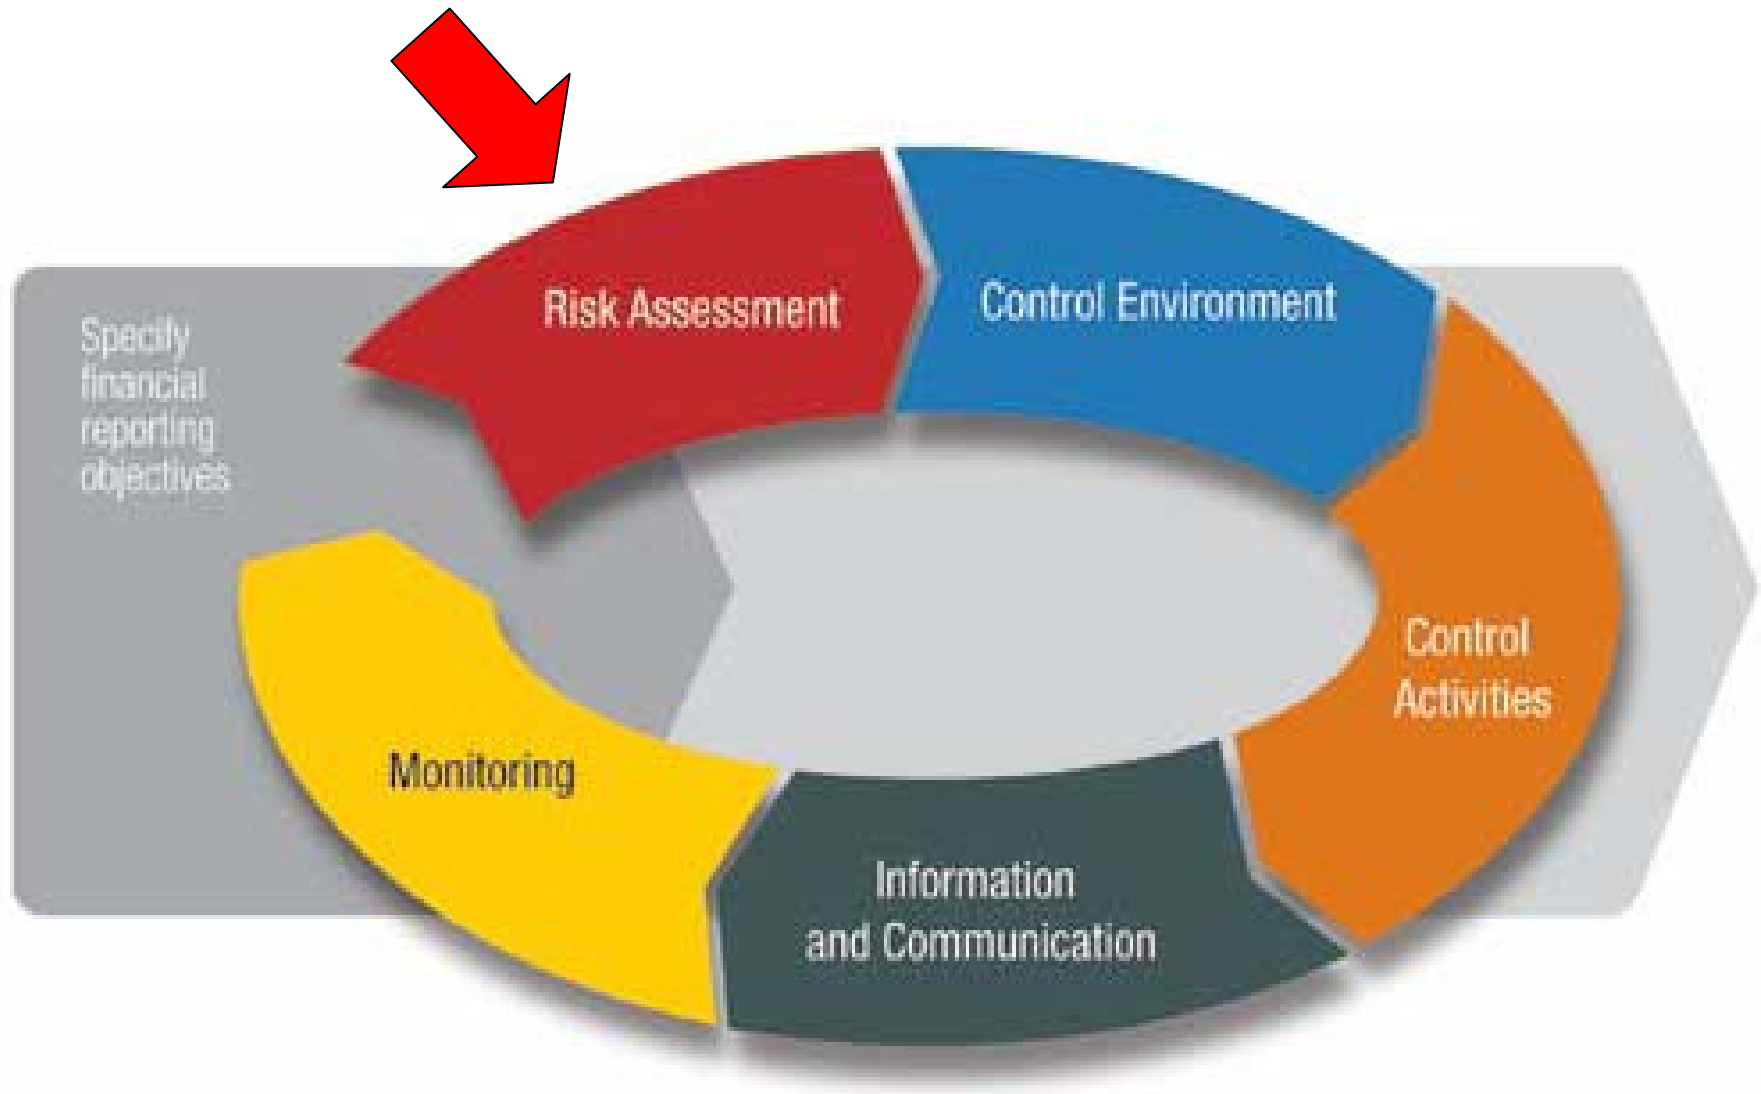 Risk Assessment
Control Environment
Specify
financial
reporting
objectives
Control
Activities
Monitoring
Information
and Communication